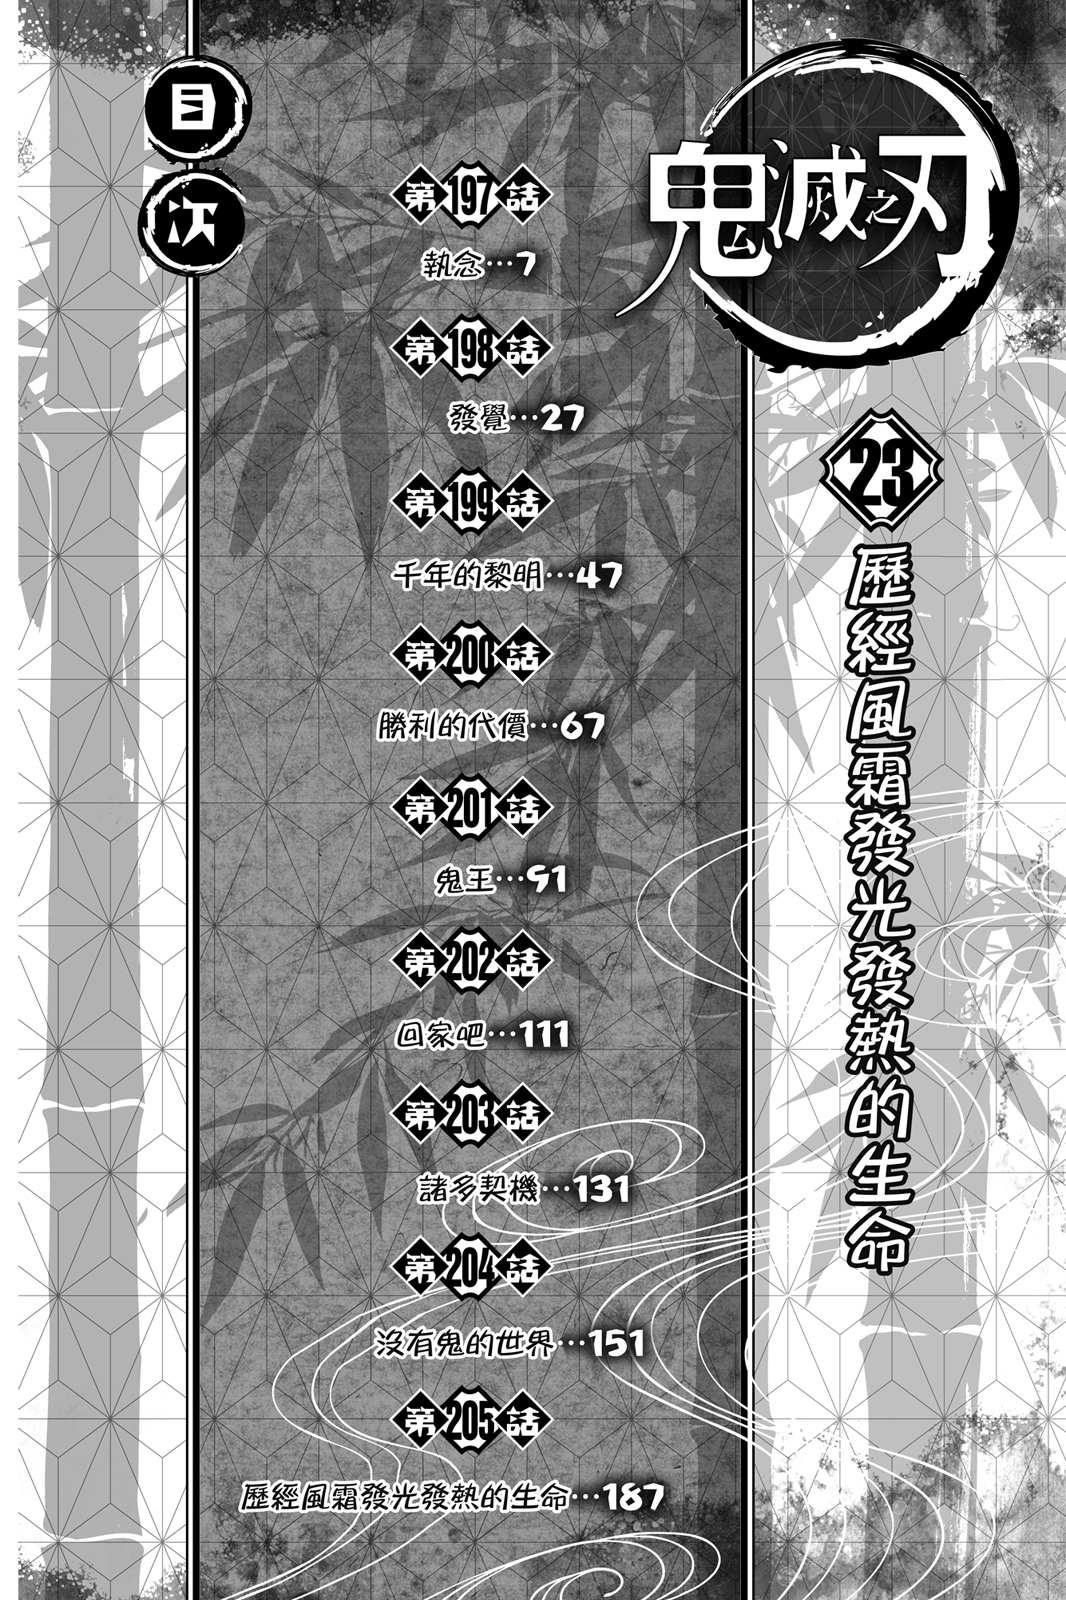 鬼滅之刃
23
歷經風霜發光發熱的生命
目次
第197話
執念…7
第198話
發覺…27
第199話
千年的黎明…47
第200話
勝利的代價…67
第201話
鬼王…91
第202話
回家吧…111
第203話
諸多契機…131
第204話
沒有鬼的世界…151
第205話
歷經風霜發光發熱的生命…187